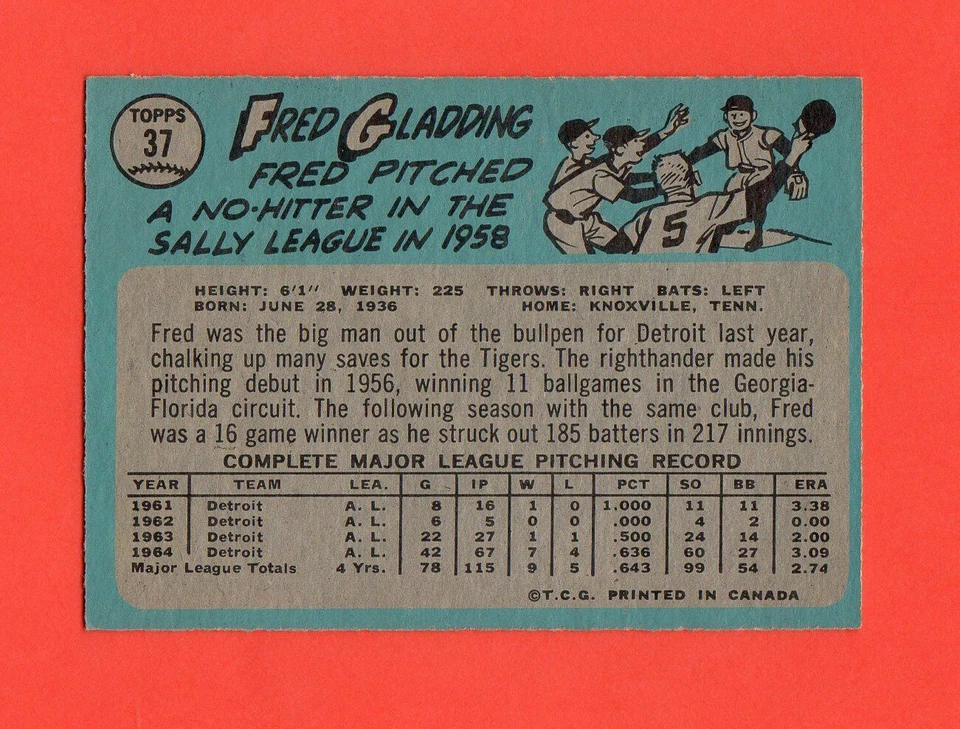 TOPPS
37
FRED GLADDING
FRED PITCHED
A NO-HITTER IN THE
SALLY LEAGUE IN 1958
5
HEIGHT: 6'1" WEIGHT: 225 THROWS: RIGHT BATS: LEFT
BORN: JUNE 28, 1936 HOME: KNOXVILLE, TENN.
Fred was the big man out of the bullpen for Detroit last year,
chalking up many saves for the Tigers. The righthander made his
pitching debut in 1956, winning 11 ballgames in the Georgia-
Florida circuit. The following season with the same club, Fred
was a 16 game winner as he struck out 185 batters in 217 innings.
COMPLETE MAJOR LEAGUE PITCHING RECORD
YEAR TEAM LEA. G IP W L PCT SO BB ERA
1961 Detroit A. L. 8 16 1 0 1.000 11 11 3.38
1962 Detroit A. L. 6 5 0 0 .000 4 2 0.00
1963 Detroit A. L. 22 27 1 1 .500 24 14 2.00
1964 Detroit A. L. 42 67 7 4 .636 60 27 3.09
Major League Totals 4 Yrs. 78 115 9 5 .643 99 54 2.74
©T.C.G. PRINTED IN CANADA